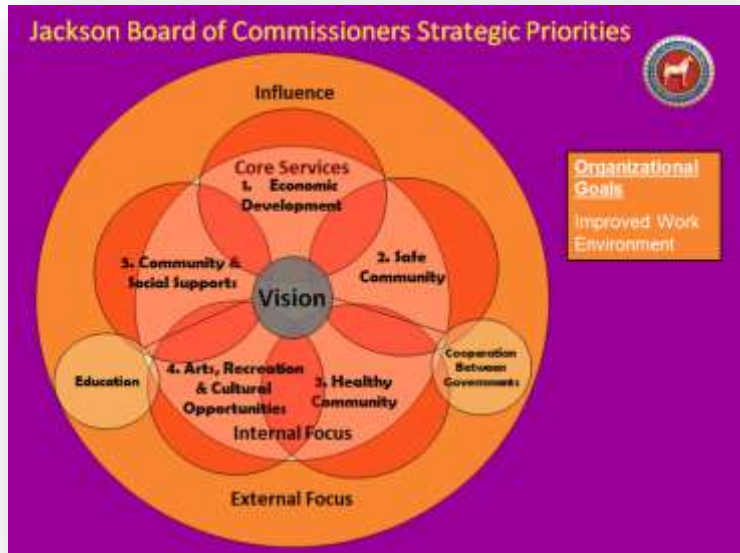 Jackson Board of Commissioners Strategic Priorities
Influence
Core Services
1. Economic
Development
Organizational
Goals
Improved Work
Environment
2. Safe
Community
5. Community &
Social Supports
Vision
Education
4. Arts, Recreation
& Cultural
Opportunities
3. Healthy
Community
Cooperation
Between
Governments
Internal Focus
External Focus